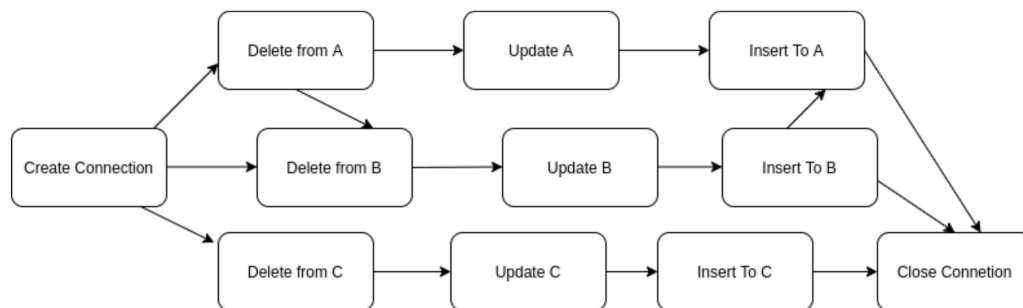 Delete from A
Update A
Insert To A
Create Connection
Delete from B
Update B
Insert To B
Delete from C
Update C
Insert To C
Close Connetion